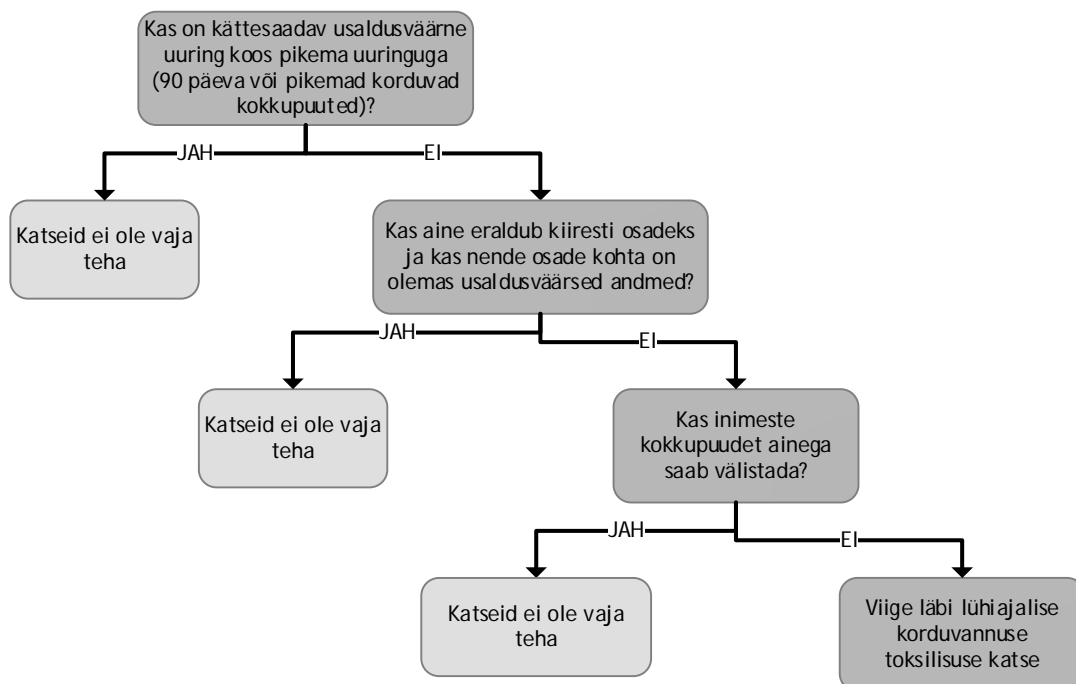 Kas on kättesaadav usaldusväärne
uuring koos pikema uuringuga
(90 päeva või pikemad korduvad
kokkupuuted)?
JAH
EI
Katseid ei ole vaja
teha
Kas aine eraldub kiiresti osadeks
ja kas nende osade kohta on
olemas usaldusväärsed andmed?
JAH
EI
Katseid ei ole vaja
teha
Kas inimeste
kokkupuudet ainega
saab välistada?
JAH
EI
Katseid ei ole vaja
teha
Viige läbi lühiajalise
korduvannuse
toksilisuse katse